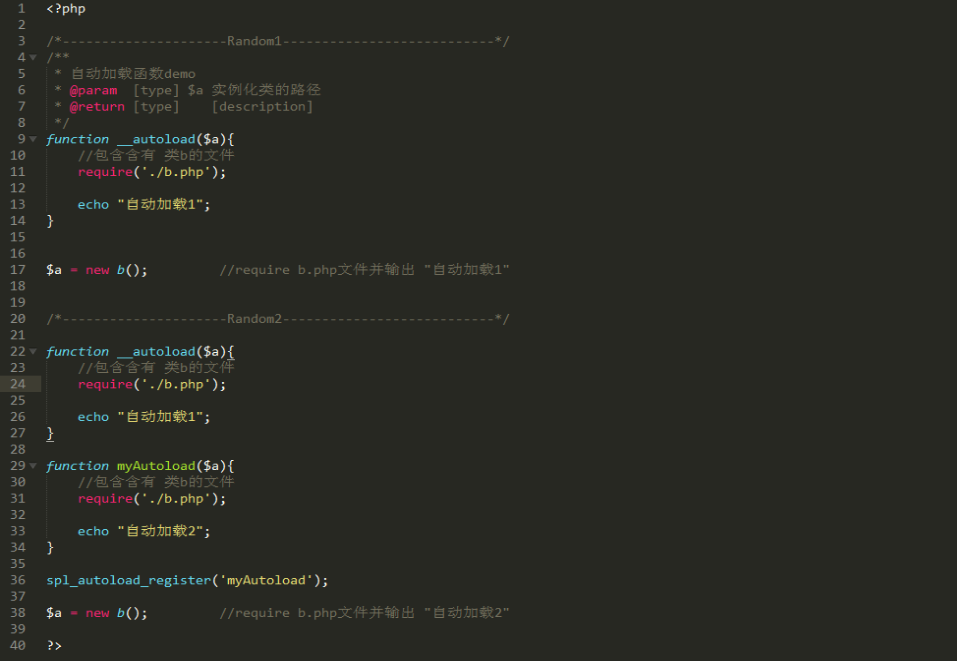 1 <?php
2
3 /*---------------------Random1---------------------------*/
4 /**
5  * 自动加载函数demo
6  * @param  [type] $a 实例化类的路径
7  * @return [type]    [description]
8  */
9 function __autoload($a){
10     //包含含有 类b的文件
11     require('./b.php');
12
13     echo "自动加载1";
14 }
15
16
17 $a = new b();         //require b.php文件并输出 "自动加载1"
18
19
20 /*---------------------Random2---------------------------*/
21
22 function __autoload($a){
23     //包含含有 类b的文件
24     require('./b.php');
25
26     echo "自动加载1";
27 }
28
29 function myAutoload($a){
30     //包含含有 类b的文件
31     require('./b.php');
32
33     echo "自动加载2";
34 }
35
36 spl_autoload_register('myAutoload');
37
38 $a = new b();         //require b.php文件并输出 "自动加载2"
39
40 ?>